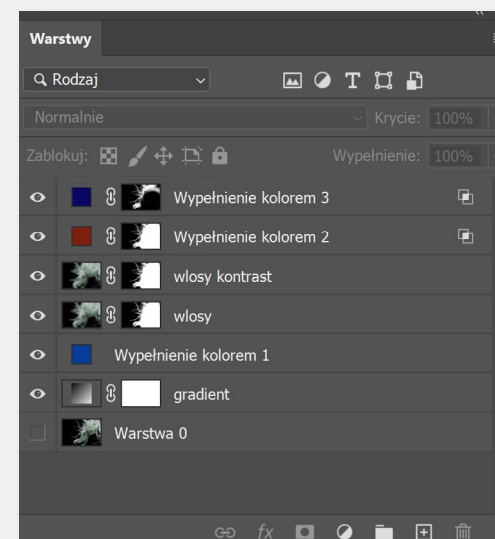 Warstwy
Rodzaj
Normalnie Krycie: 100%
Zablokuj: Wypełnienie: 100%
Wypełnienie kolorem 3
Wypełnienie kolorem 2
wlosy kontrast
wlosy
Wypełnienie kolorem 1
gradient
Warstwa 0
fx